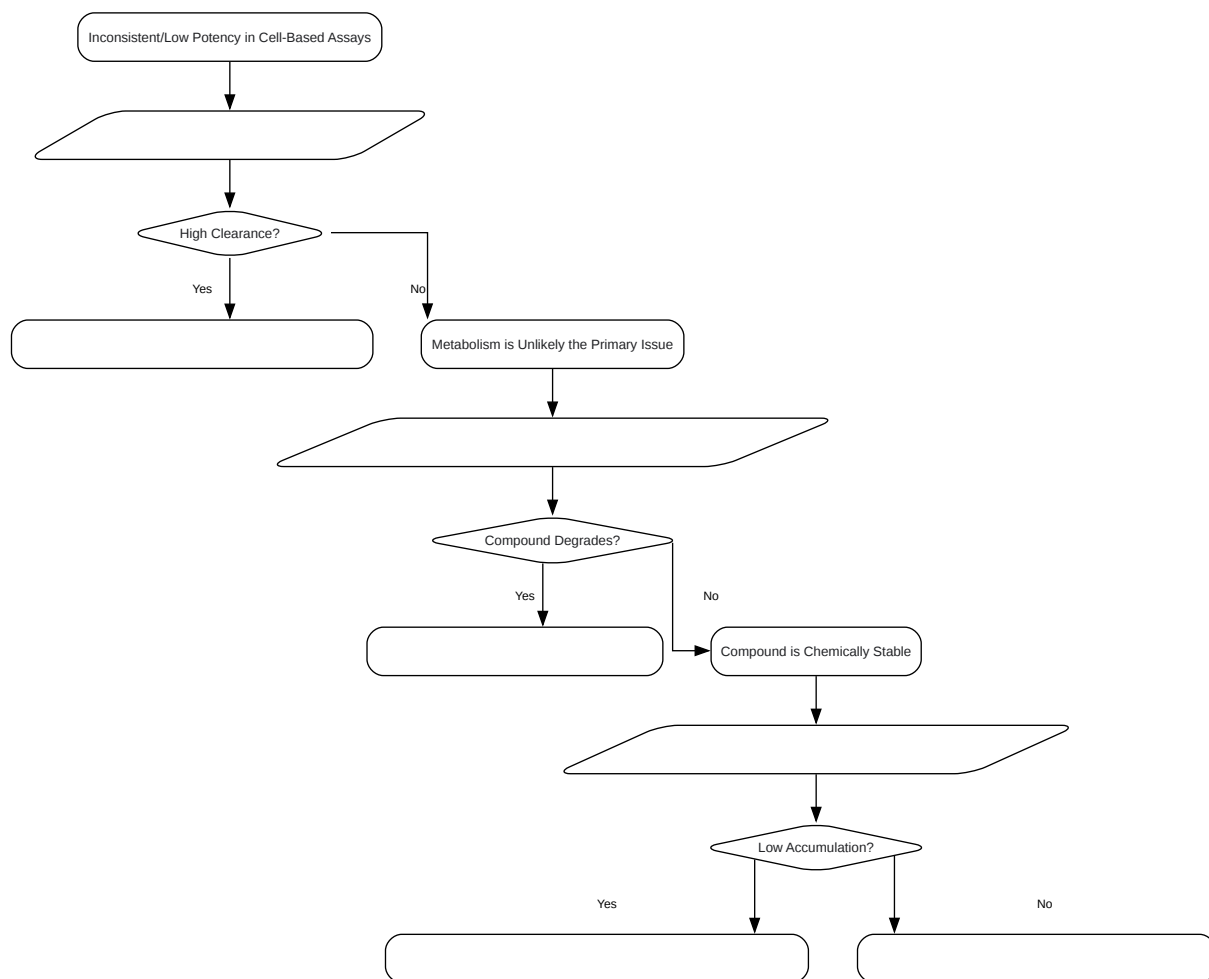 Inconsistent/Low Potency in Cell-Based Assays
High Clearance?
Yes
No
Metabolism is Unlikely the Primary Issue
Compound Degrades?
Yes
No
Compound is Chemically Stable
Low Accumulation?
Yes
No